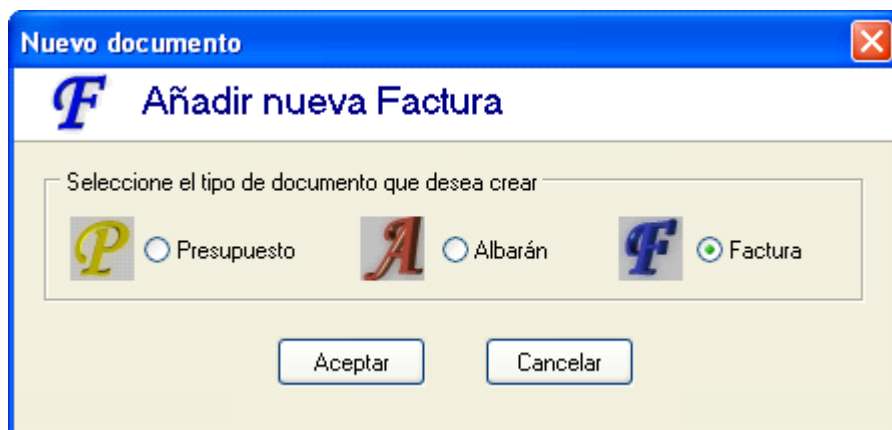 Nuevo documento
F Añadir nueva Factura
Seleccione el tipo de documento que desea crear
P Presupuesto A Albarán F Factura
Aceptar Cancelar